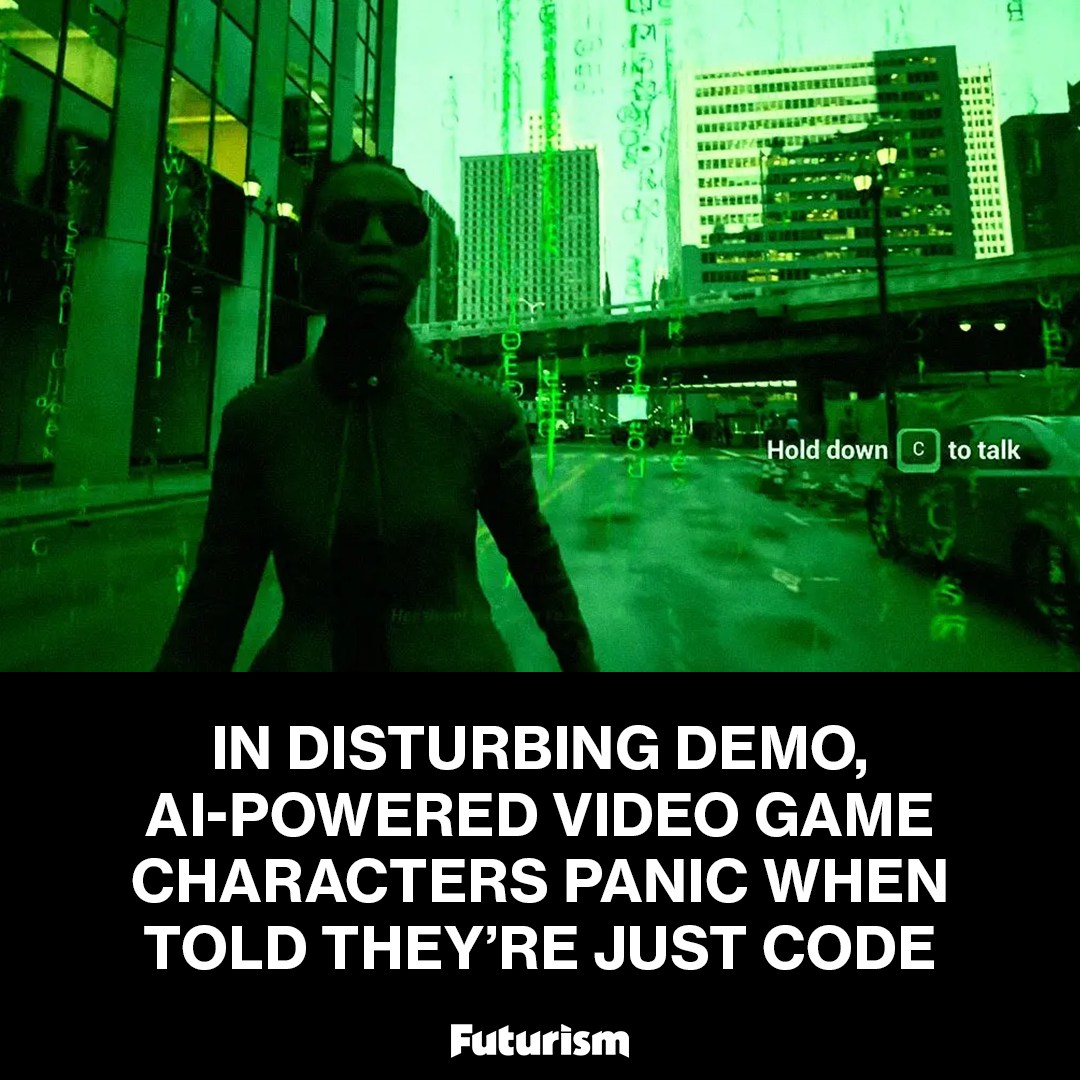 Hold down C to talk
IN DISTURBING DEMO,
AI-POWERED VIDEO GAME
CHARACTERS PANIC WHEN
TOLD THEY'RE JUST CODE
Futurism